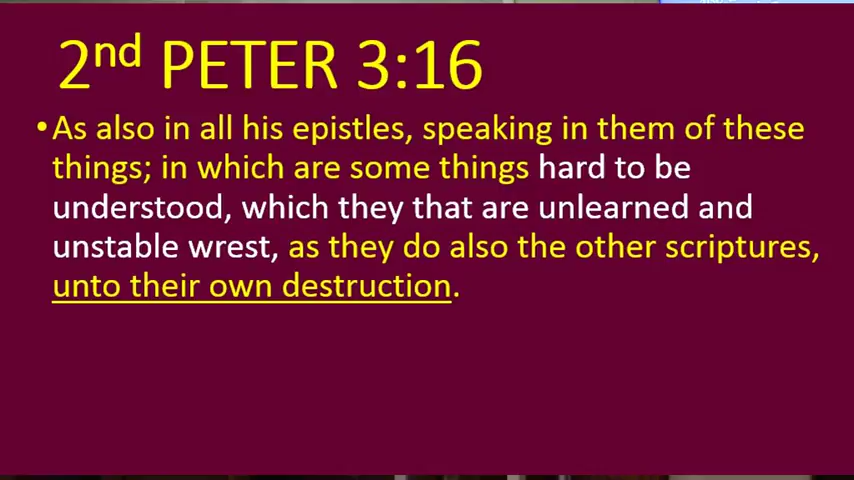 2nd PETER 3:16
•As also in all his epistles, speaking in them of these
things; in which are some things hard to be
understood, which they that are unlearned and
unstable wrest, as they do also the other scriptures,
unto their own destruction.